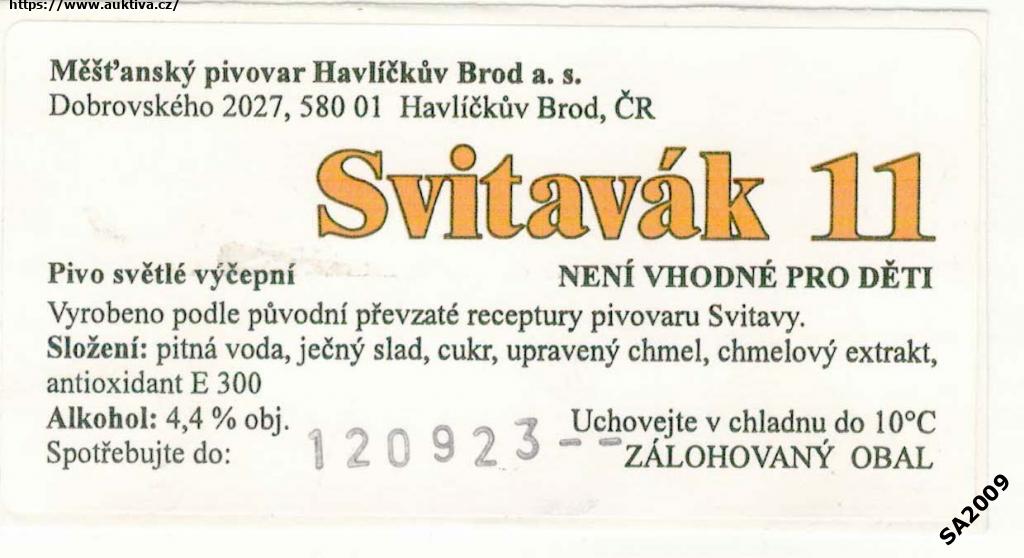 https://www.auktiva.cz/
Měšťanský pivovar Havlíčkův Brod a. s.
Dobrovského 2027, 580 01 Havlíčkův Brod, ČR
Svitavák 11
Pivo světlé výčepní NENÍ VHODNÉ PRO DĚTI
Vyrobeno podle původní převzaté receptury pivovaru Svitavy.
Složení: pitná voda, ječný slad, cukr, upravený chmel, chmelový extrakt,
antioxidant E 300
Alkohol: 4,4 % obj. Uchovejte v chladnu do 10°C
Spotřebujte do: 120923-- ZÁLOHOVANÝ OBAL
SA2009